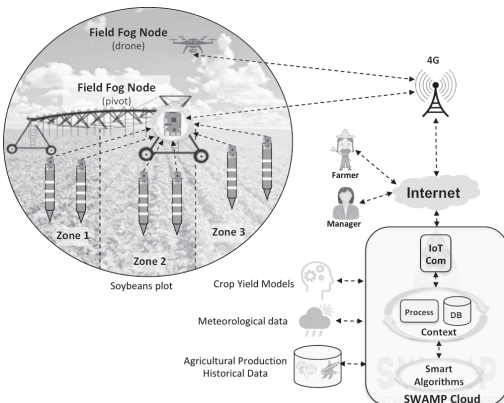 Field Fog Node
(drone)
4G
Field Fog Node
(pivot)
Farmer
Internet
Manager
Zone 1
Zone 2
Zone 3
Soybeans plot
IoT
Com
Crop Yield Models
Process
DB
Context
Meteorological data
Agricultural Production
Historical Data
Smart
Algorithms
SWAMP
SWAMP Cloud